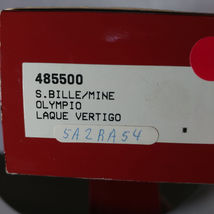 485500
S.BILLE/MINE
OLYMPIO
LAQUE VERTIGO
5A2RA54